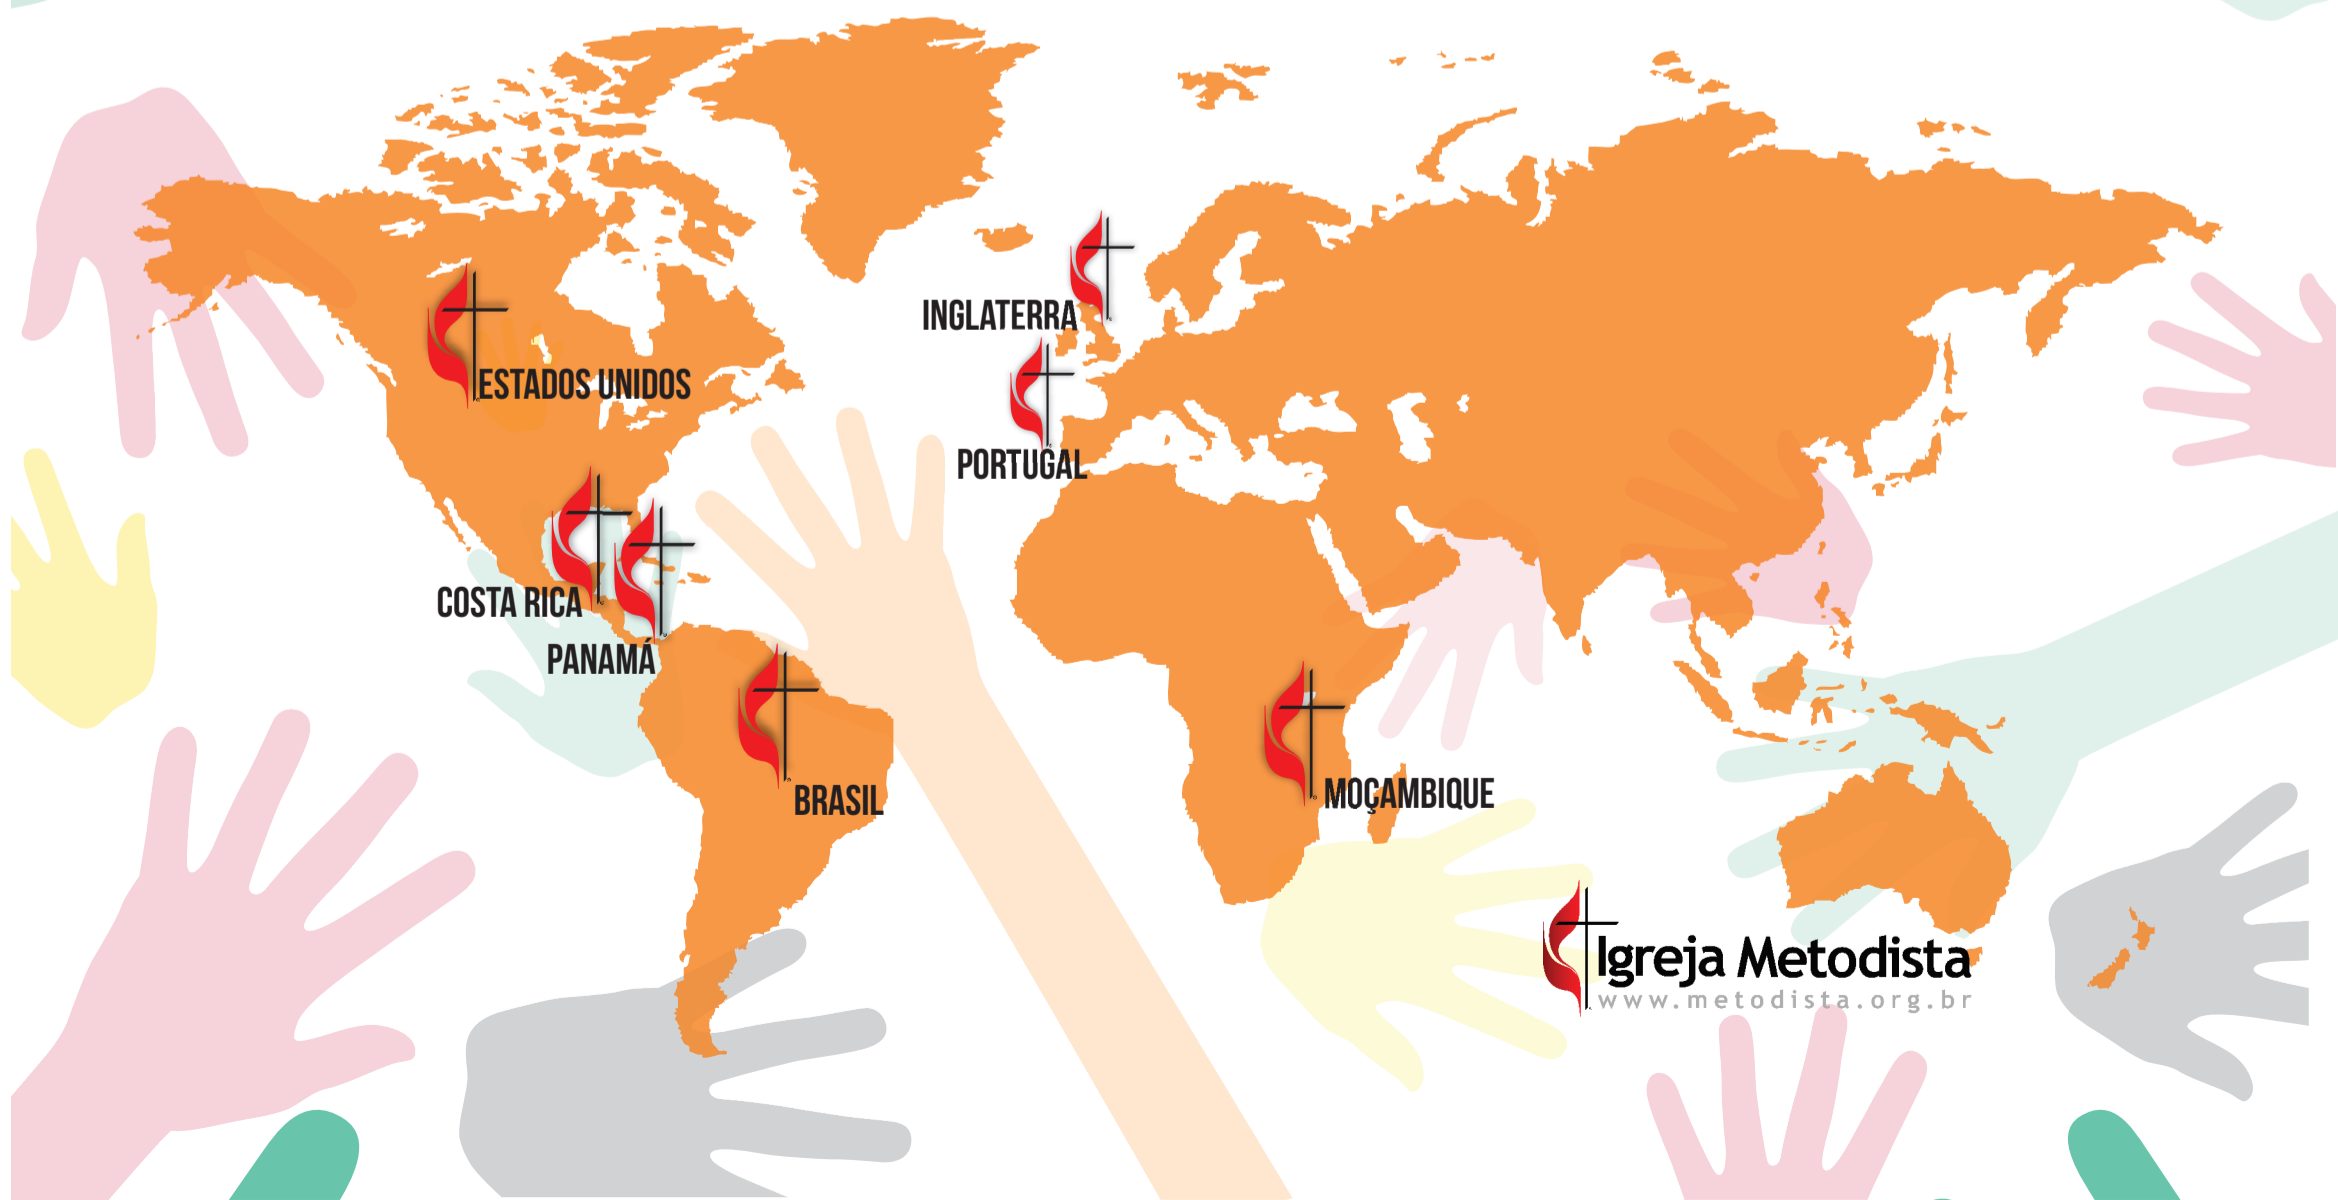 INGLATERRA
ESTADOS UNIDOS
PORTUGAL
COSTA RICA
PANAMÁ
BRASIL
MOÇAMBIQUE
Igreja Metodista
www.metodista.org.br